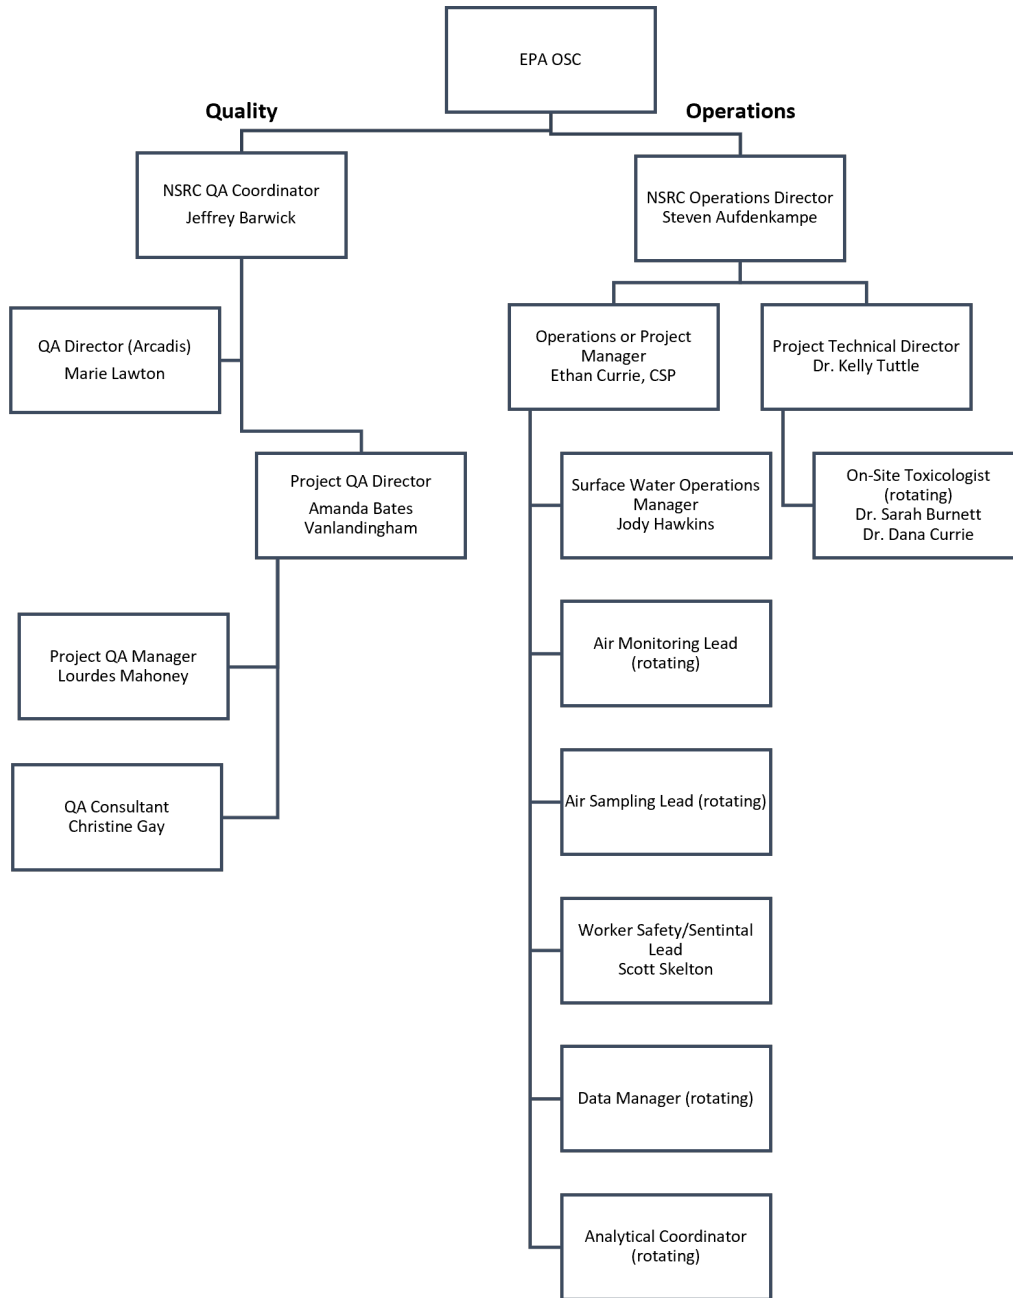 EPA OSC
Quality
Operations
NSRC QA Coordinator
Jeffrey Barwick
NSRC Operations Director
Steven Aufdenkampe
QA Director (Arcadis)
Marie Lawton
Operations or Project
Manager
Ethan Currie, CSP
Project Technical Director
Dr. Kelly Tuttle
Project QA Director
Amanda Bates
Vanlandingham
Surface Water Operations
Manager
Jody Hawkins
On-Site Toxicologist
(rotating)
Dr. Sarah Burnett
Dr. Dana Currie
Project QA Manager
Lourdes Mahoney
Air Monitoring Lead
(rotating)
QA Consultant
Christine Gay
Air Sampling Lead (rotating)
Worker Safety/Sentintal
Lead
Scott Skelton
Data Manager (rotating)
Analytical Coordinator
(rotating)